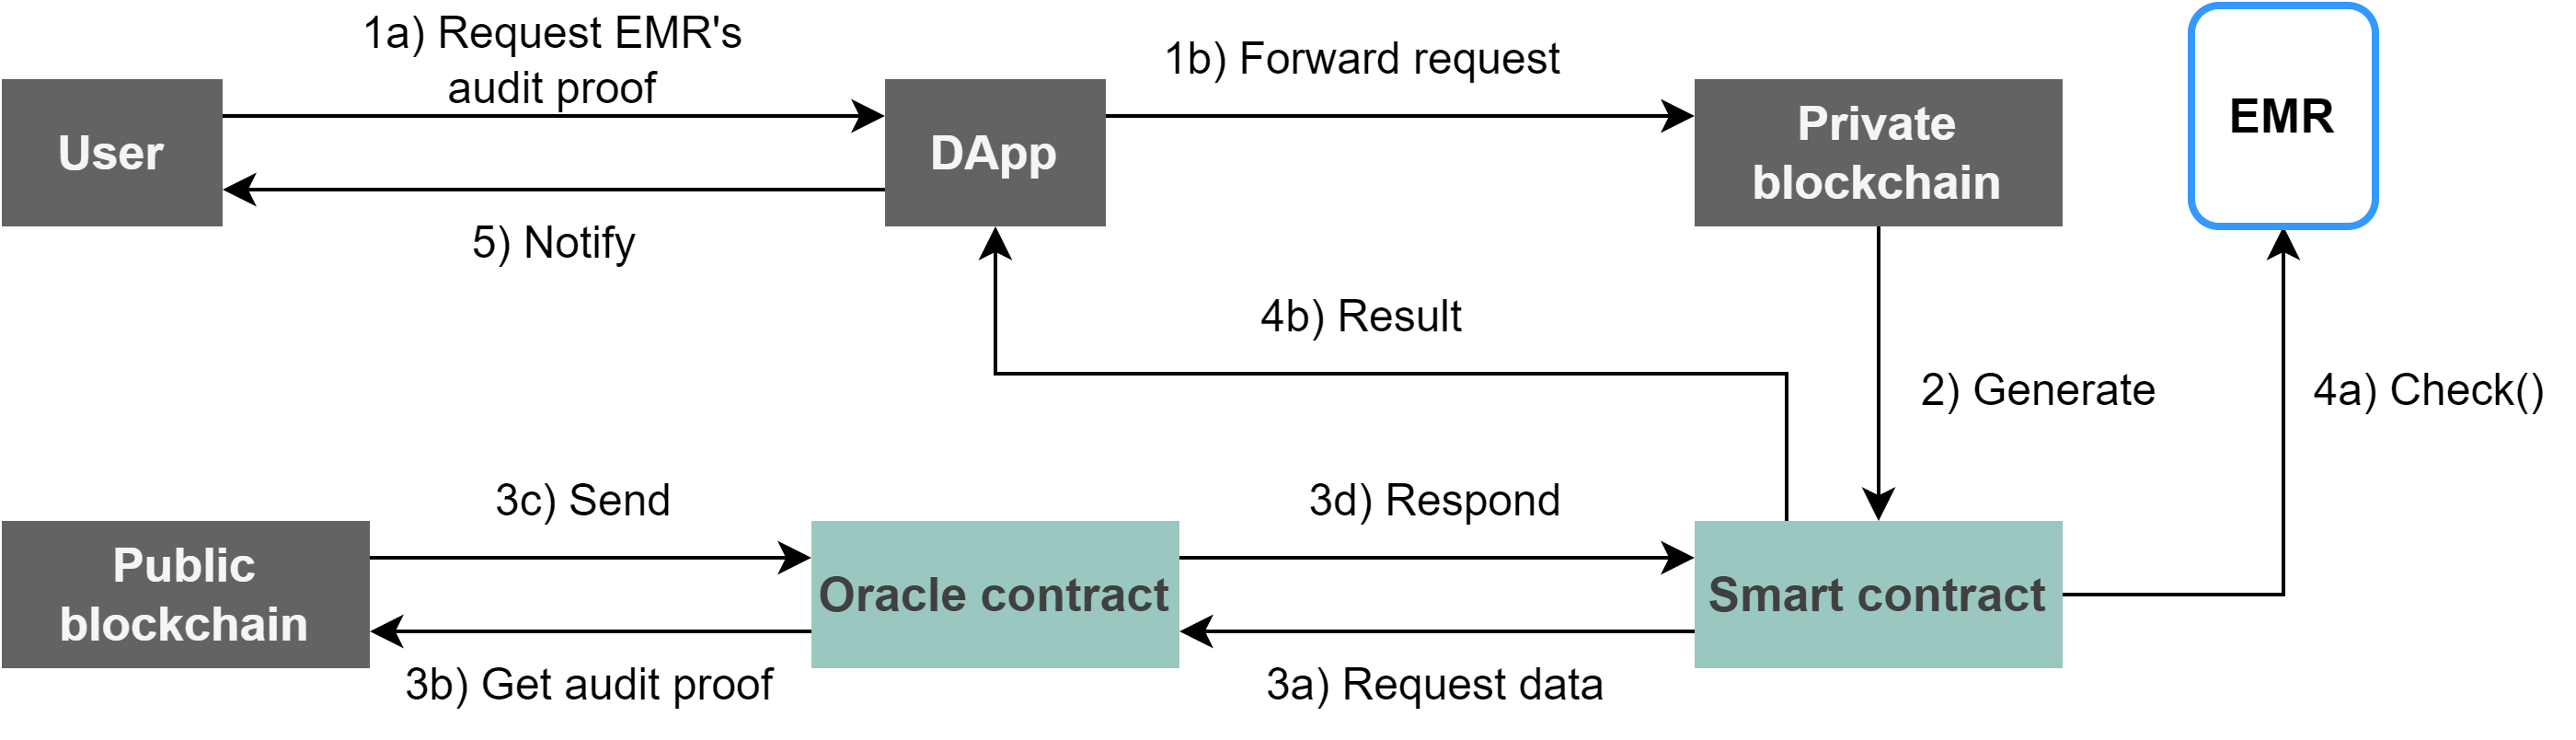 1a) Request EMR's
audit proof
1b) Forward request
User
DApp
Private
blockchain
EMR
5) Notify
4b) Result
2) Generate
4a) Check()
3c) Send
3d) Respond
Public
blockchain
Oracle contract
Smart contract
3b) Get audit proof
3a) Request data